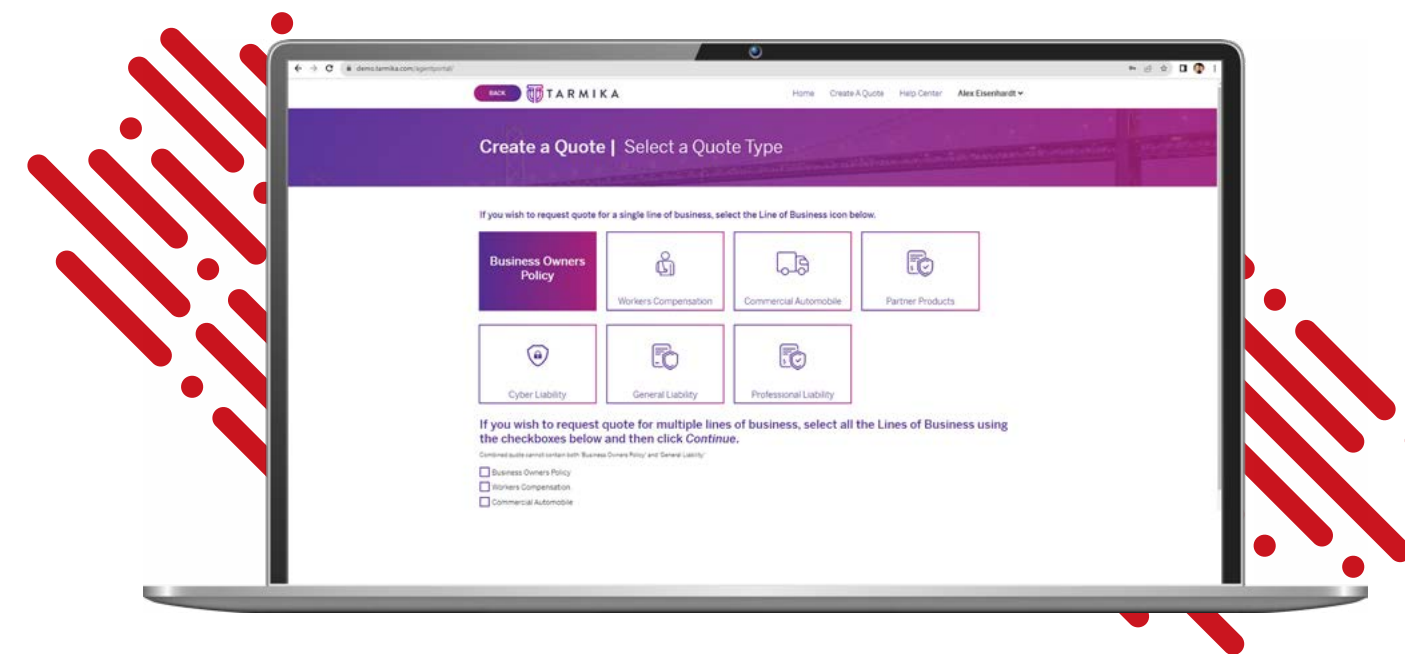 demo.tarmika.com/agentportal/
BACK TARMIKA Home Create A Quote Help Center Alex Eisenhardt
Create a Quote | Select a Quote Type
If you wish to request quote for a single line of business, select the Line of Business icon below.
Business Owners
Policy
Workers Compensation Commercial Automobile Partner Products
Cyber Liability General Liability Professional Liability
If you wish to request quote for multiple lines of business, select all the Lines of Business using
the checkboxes below and then click Continue.
Combined quote cannot contain both 'Business Owners Policy' and 'General Liability'
Business Owners Policy
Workers Compensation
Commercial Automobile